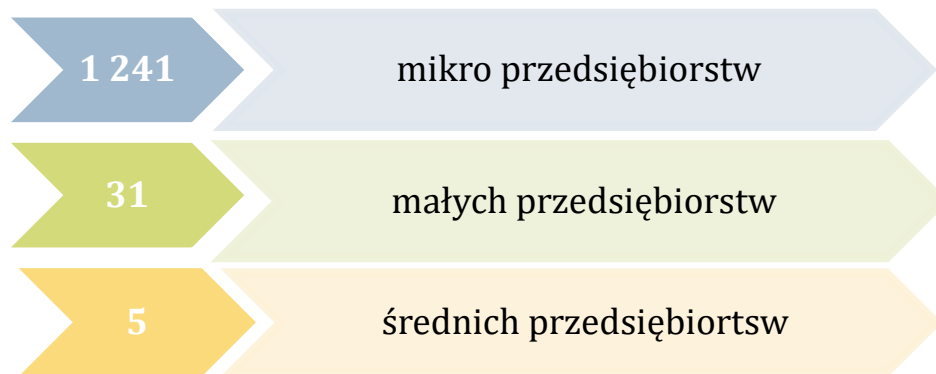 1 241 mikro przedsiębiorstw
31 małych przedsiębiorstw
5 średnich przedsiębiortsw